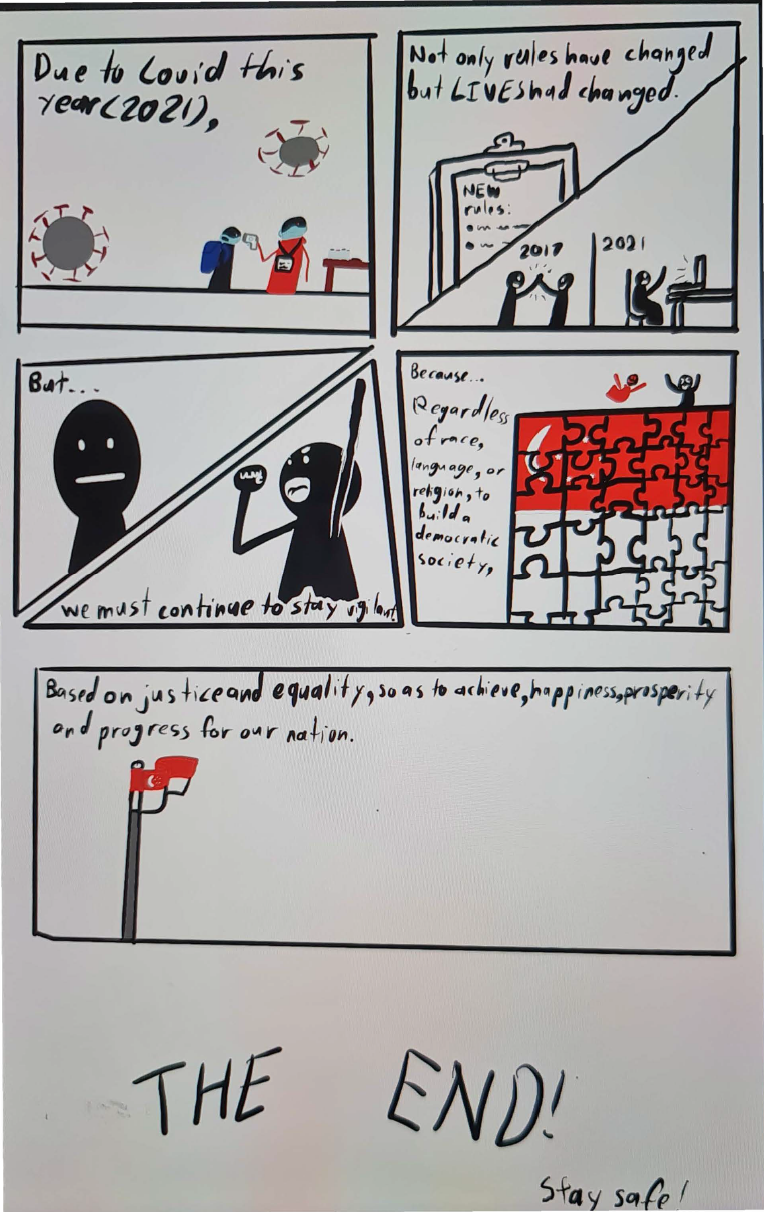 Due to Covid this
year(2021),
Not only rules have changed
but LIVES had changed.
NEW
rules:
2017
2021
But...
we must continue to stay vigilant
Because...
Regardless
of race,
language, or
religion, to
build a
democratic
society,
Based on justice and equality, so as to achieve, happiness, prosperity
and progress for our nation.
THE END!
Stay safe!